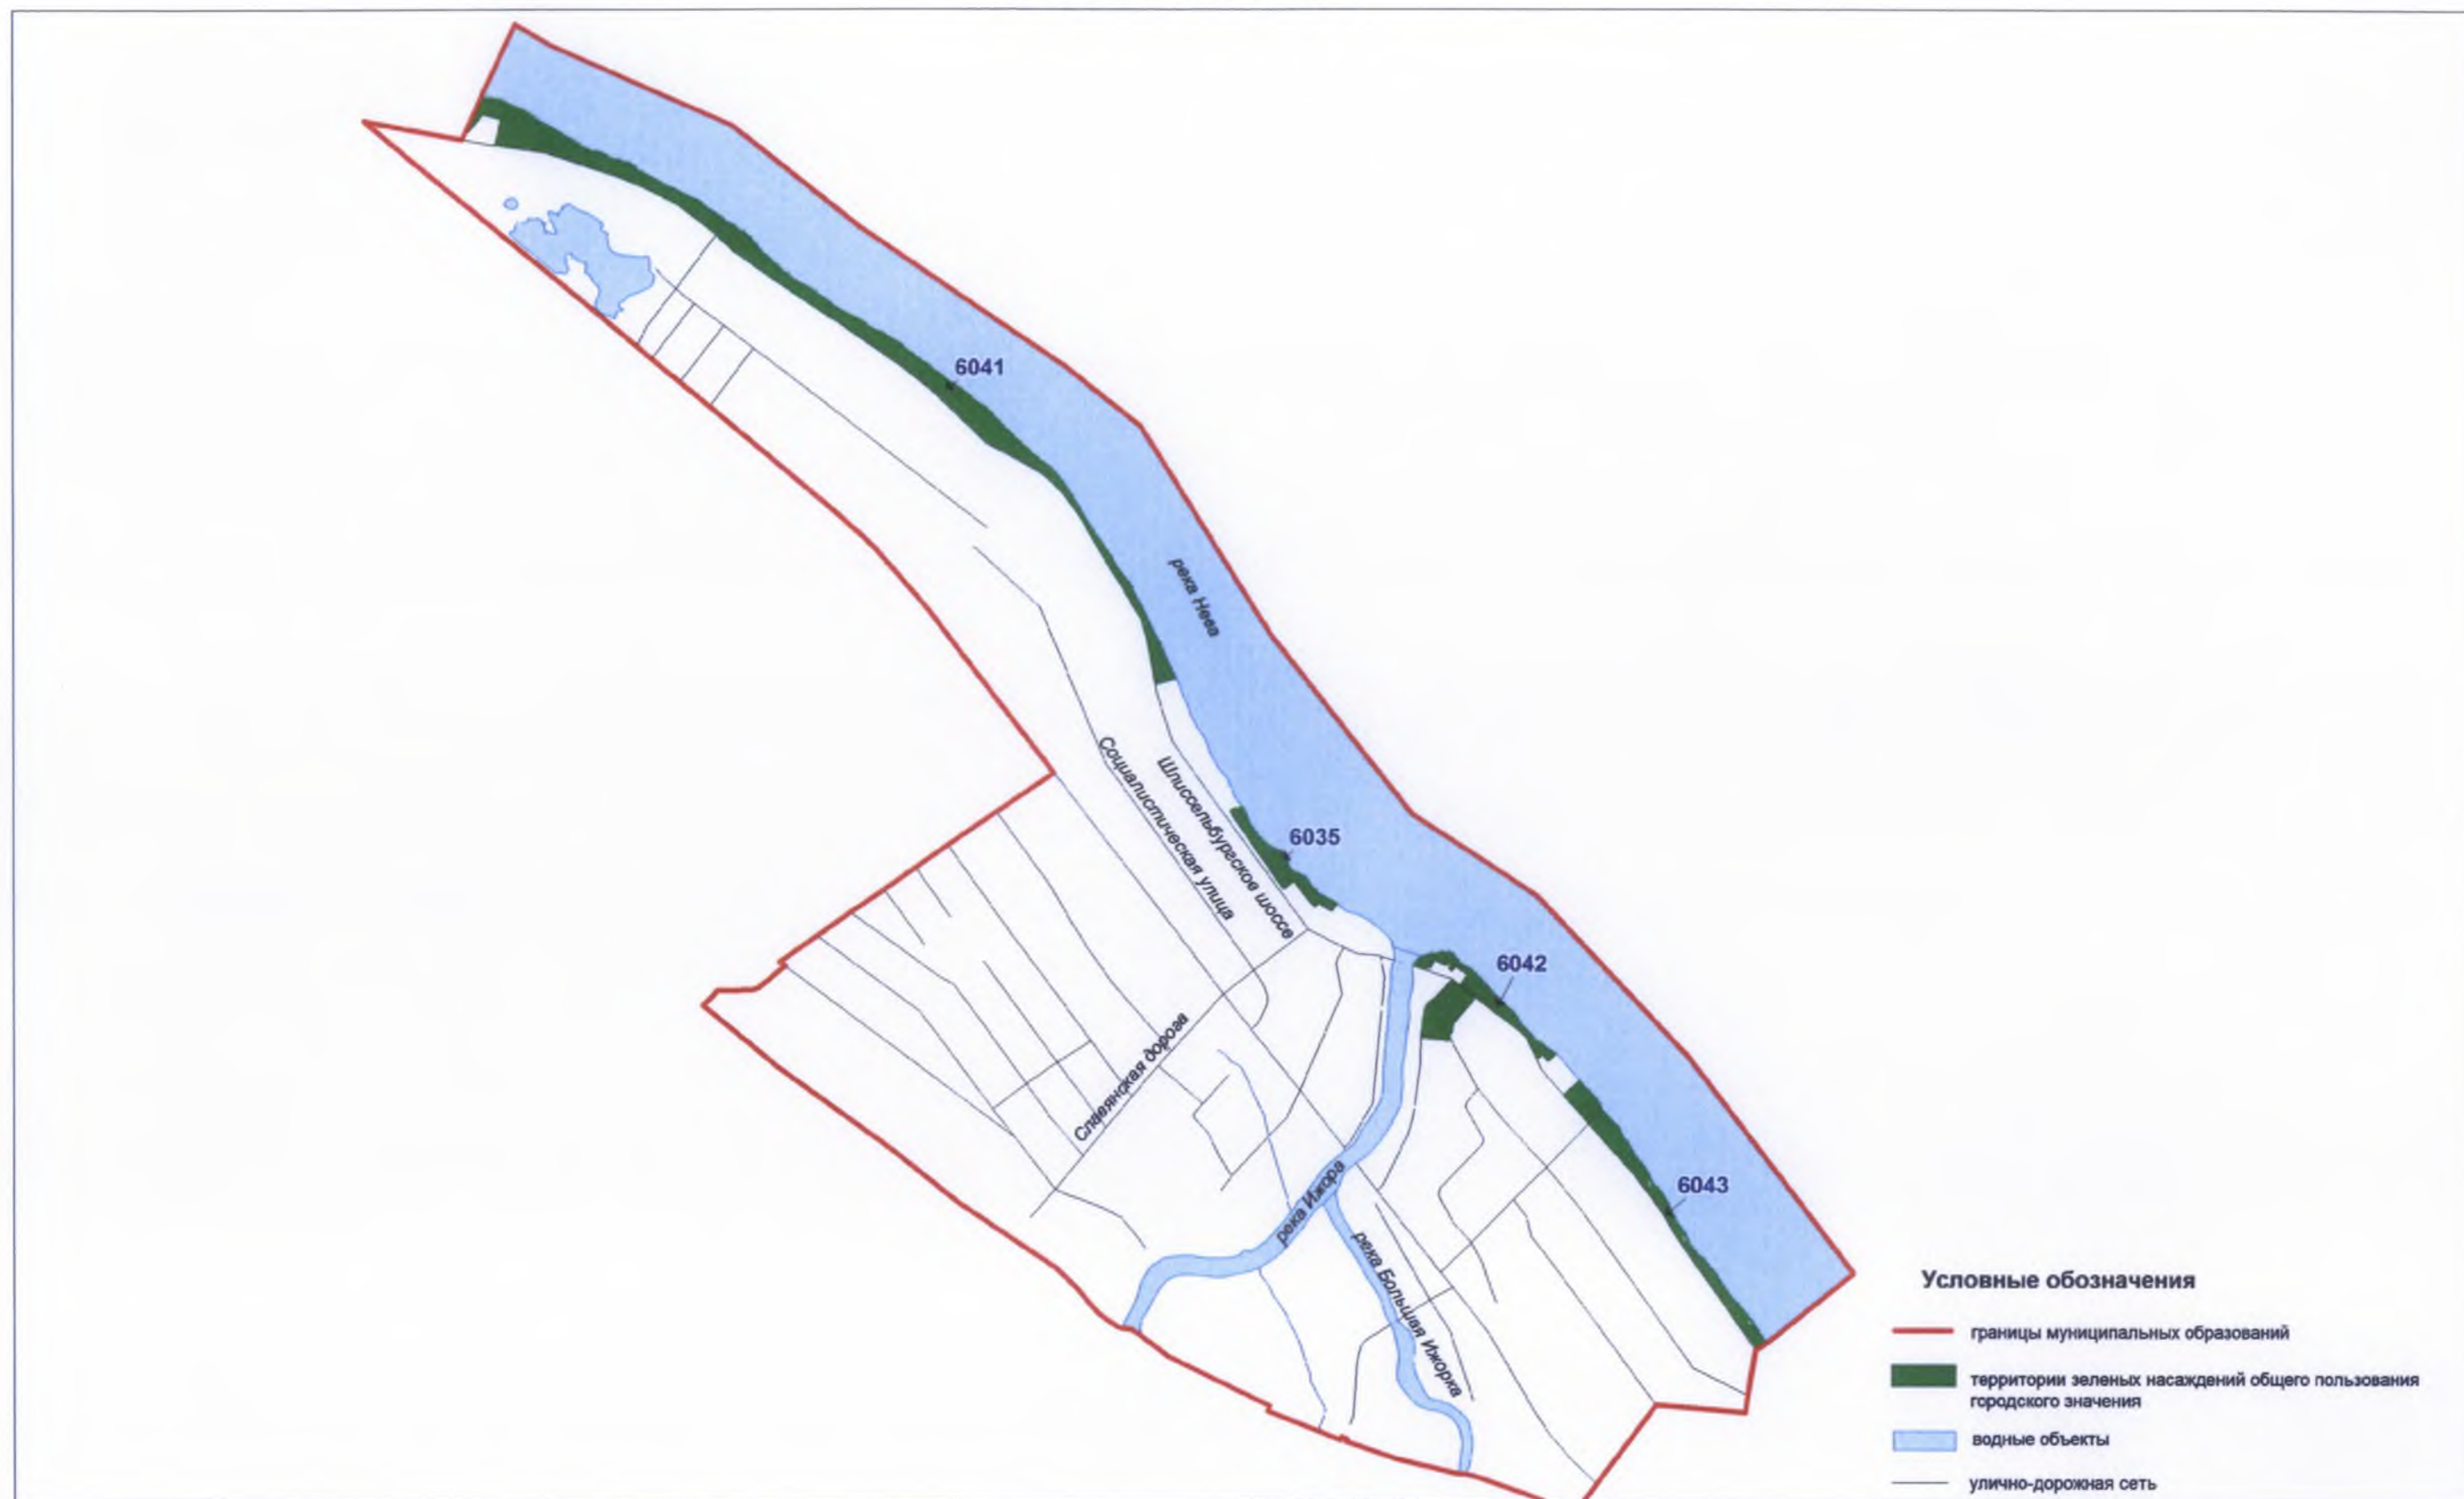 6041
река Нева
Социалистическая улица
Шлиссельбургское шоссе
6035
6042
Славянская дорога
река Ижора
6043
река Большая Ижорка
Условные обозначения
границы муниципальных образований
территории зеленых насаждений общего пользования
городского значения
водные объекты
улично-дорожная сеть